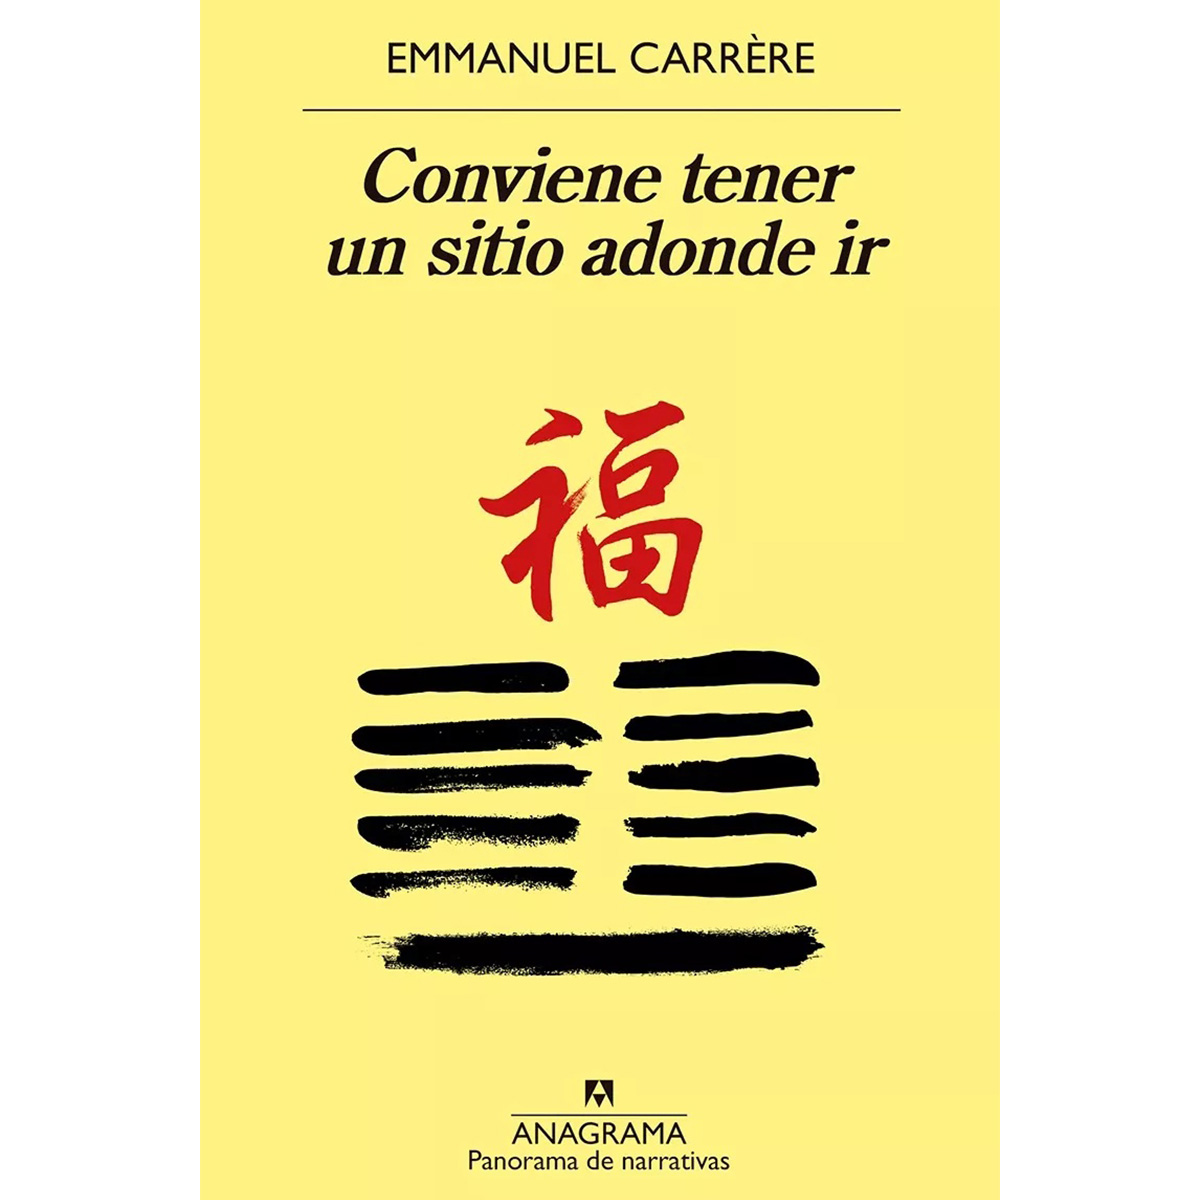 EMMANUEL CARRÈRE
Conviene tener
un sitio adonde ir
福
ANAGRAMA
Panorama de narrativas